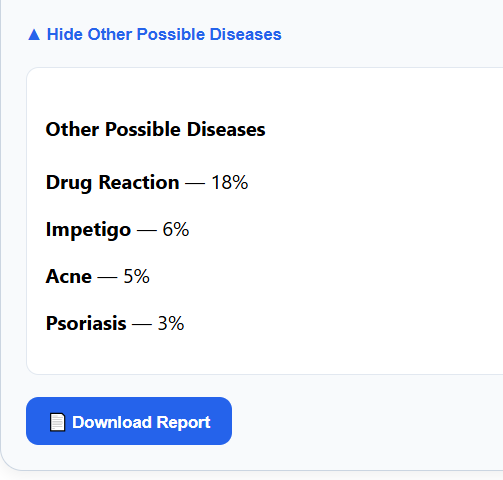 ▲ Hide Other Possible Diseases
Other Possible Diseases
Drug Reaction — 18%
Impetigo — 6%
Acne — 5%
Psoriasis — 3%
📄 Download Report